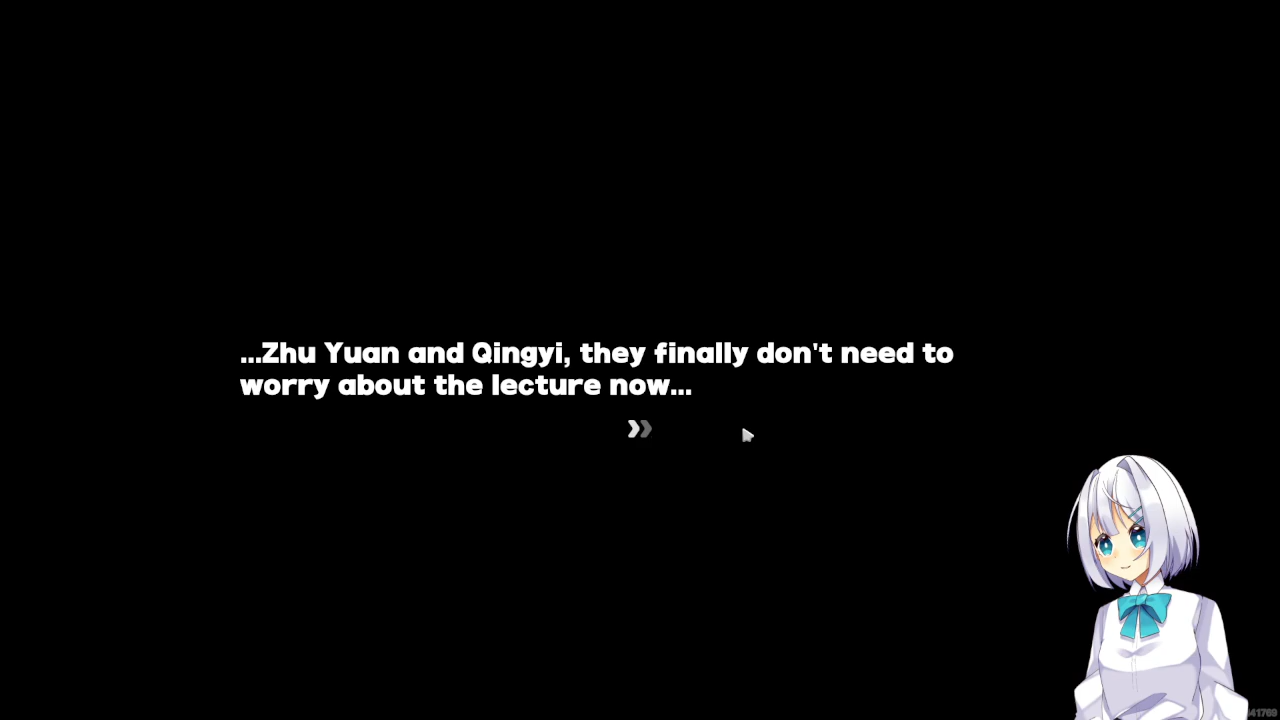 ...Zhu Yuan and Qingyi, they finally don't need to
worry about the lecture now...